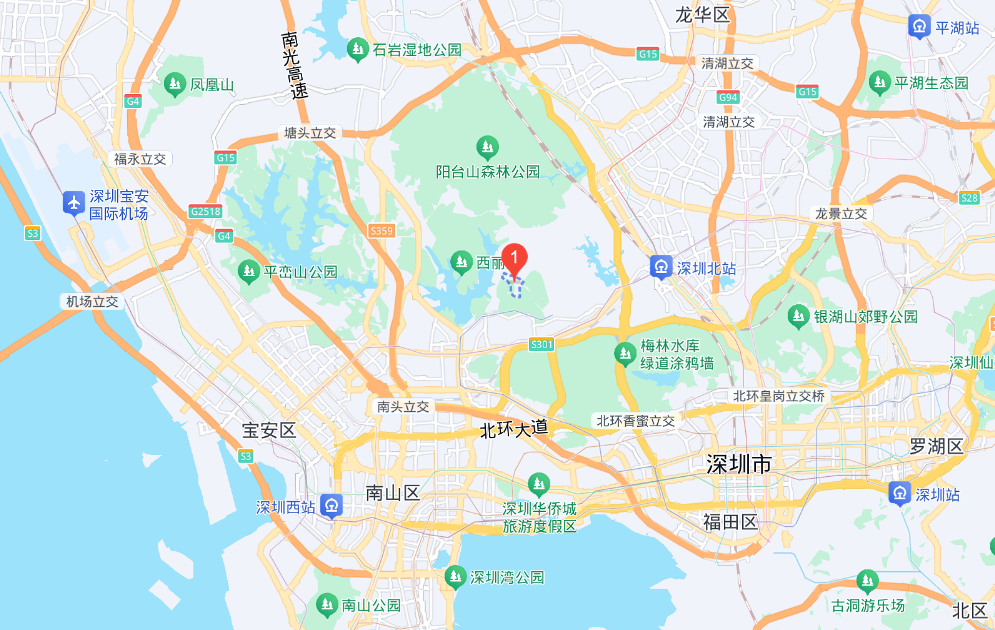 龙华区
平湖站
南光高速
石岩湿地公园
G15
清湖立交
凤凰山
平湖生态园
G4
G94
G15
清湖立交
塘头立交
福永立交
G15
阳台山森林公园
深圳宝安
国际机场
S28
G2518
龙景立交
S3
G4
S359
平峦山公园
西丽
1
深圳北站
机场立交
银湖山郊野公园
S301
梅林水库
绿道涂鸦墙
深圳仙
北环皇岗立交桥
南头立交
北环香蜜立交
宝安区
北环大道
罗湖区
S3
深圳市
南山区
深圳站
深圳西站
深圳华侨城
旅游度假区
福田区
深圳湾公园
南山公园
古洞游乐场
北区